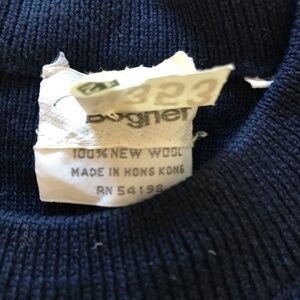 323
Bogner
100% NEW WOOL
MADE IN HONG KONG
RN 54198